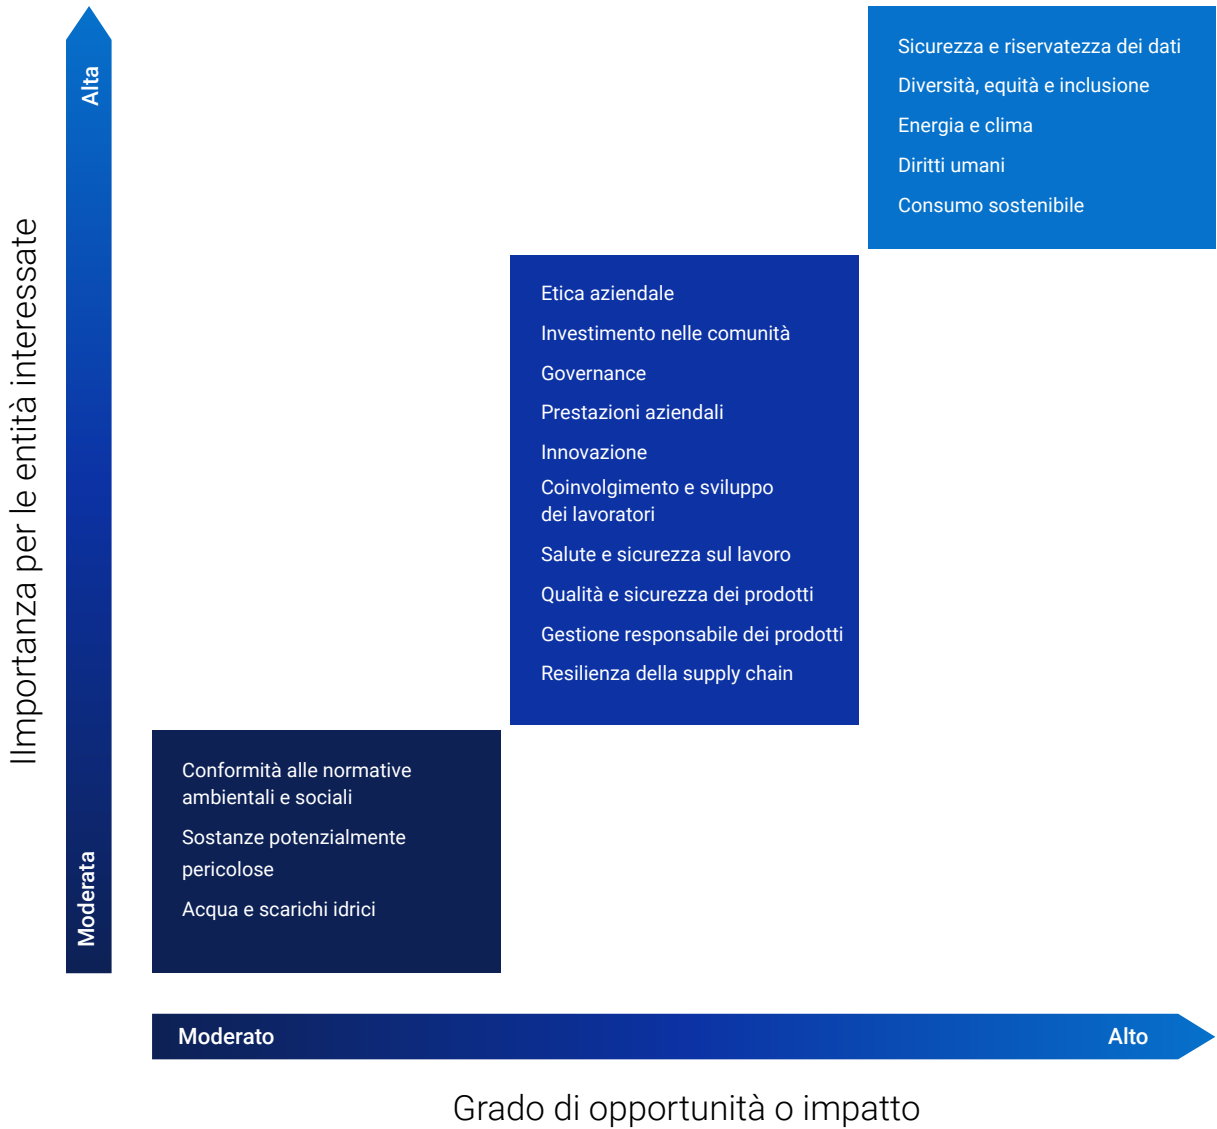 IImportanza per le entità interessate
Alta
Moderata
Sicurezza e riservatezza dei dati
Diversità, equità e inclusione
Energia e clima
Diritti umani
Consumo sostenibile
Etica aziendale
Investimento nelle comunità
Governance
Prestazioni aziendali
Innovazione
Coinvolgimento e sviluppo
dei lavoratori
Salute e sicurezza sul lavoro
Qualità e sicurezza dei prodotti
Gestione responsabile dei prodotti
Resilienza della supply chain
Conformità alle normative
ambientali e sociali
Sostanze potenzialmente
pericolose
Acqua e scarichi idrici
Moderato
Alto
Grado di opportunità o impatto